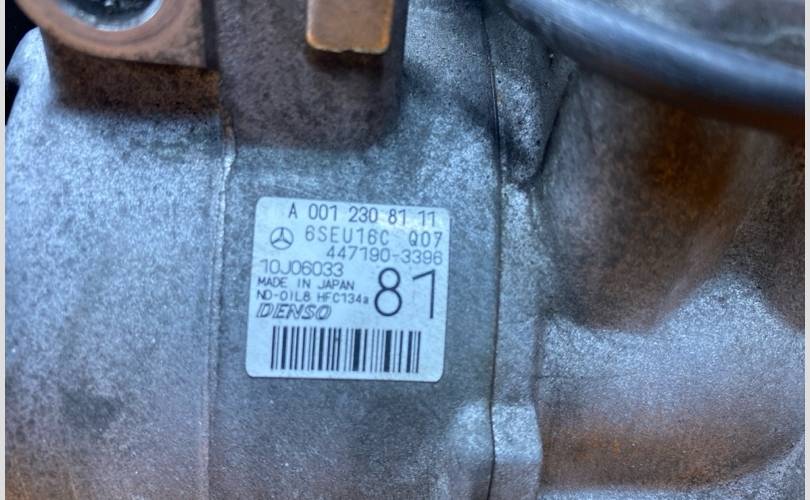 A 001 230 81 11
6SEU16C Q07
447190-3396
10J06033
MADE IN JAPAN
ND-OIL8 HFC134a
81
DENSO